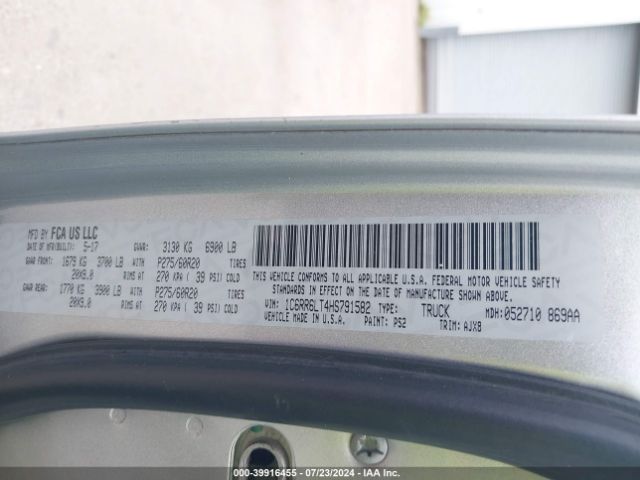 MFD BY FCA US LLC
DATE OF MFR(BUILT): 5-17 GVWR: 3130 KG 6900 LB
GAWR FRONT: 1679 KG 3700 LB WITH P275/60R20 TIRES
20X9.0 RIMS AT 270 KPA ( 39 PSI) COLD
GAWR REAR: 1770 KG 3900 LB WITH P275/60R20 TIRES
20X9.0 RIMS AT 270 KPA ( 39 PSI) COLD
THIS VEHICLE CONFORMS TO ALL APPLICABLE U.S.A. FEDERAL MOTOR VEHICLE SAFETY
STANDARDS IN EFFECT ON THE DATE OF MANUFACTURE SHOWN ABOVE.
VIN: 1C6RR6LT4HS791582 TYPE: TRUCK MDH: 052710 869AA
VEHICLE MADE IN U.S.A. PAINT: PS2 TRIM: AJX8
000-39916455 | 07/23/2024 | IAA Inc.